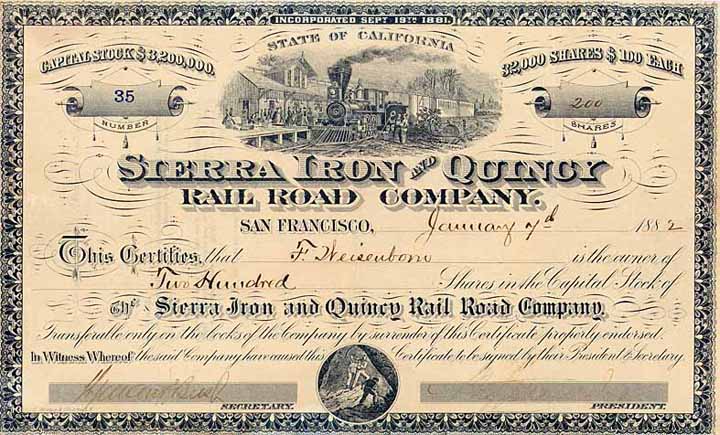 INCORPORATED SEPT 19TH 1881.
STATE OF CALIFORNIA
CAPITAL STOCK $3,200,000.
32,000 SHARES $100 EACH
35
NUMBER
200
SHARES
SIERRA IRON AND QUINCY
RAIL ROAD COMPANY.
SAN FRANCISCO, January 7d 1882
This Certifies, that F Weisenborn is the owner of
Two Hundred Shares in the Capital Stock of
The Sierra Iron and Quincy Rail Road Company.
Transferable only on the books of the Company by surrender of this Certificate properly endorsed.
In Witness Whereof the said Company have caused this Certificate to be signed by their President & Secretary
SECRETARY.
PRESIDENT.